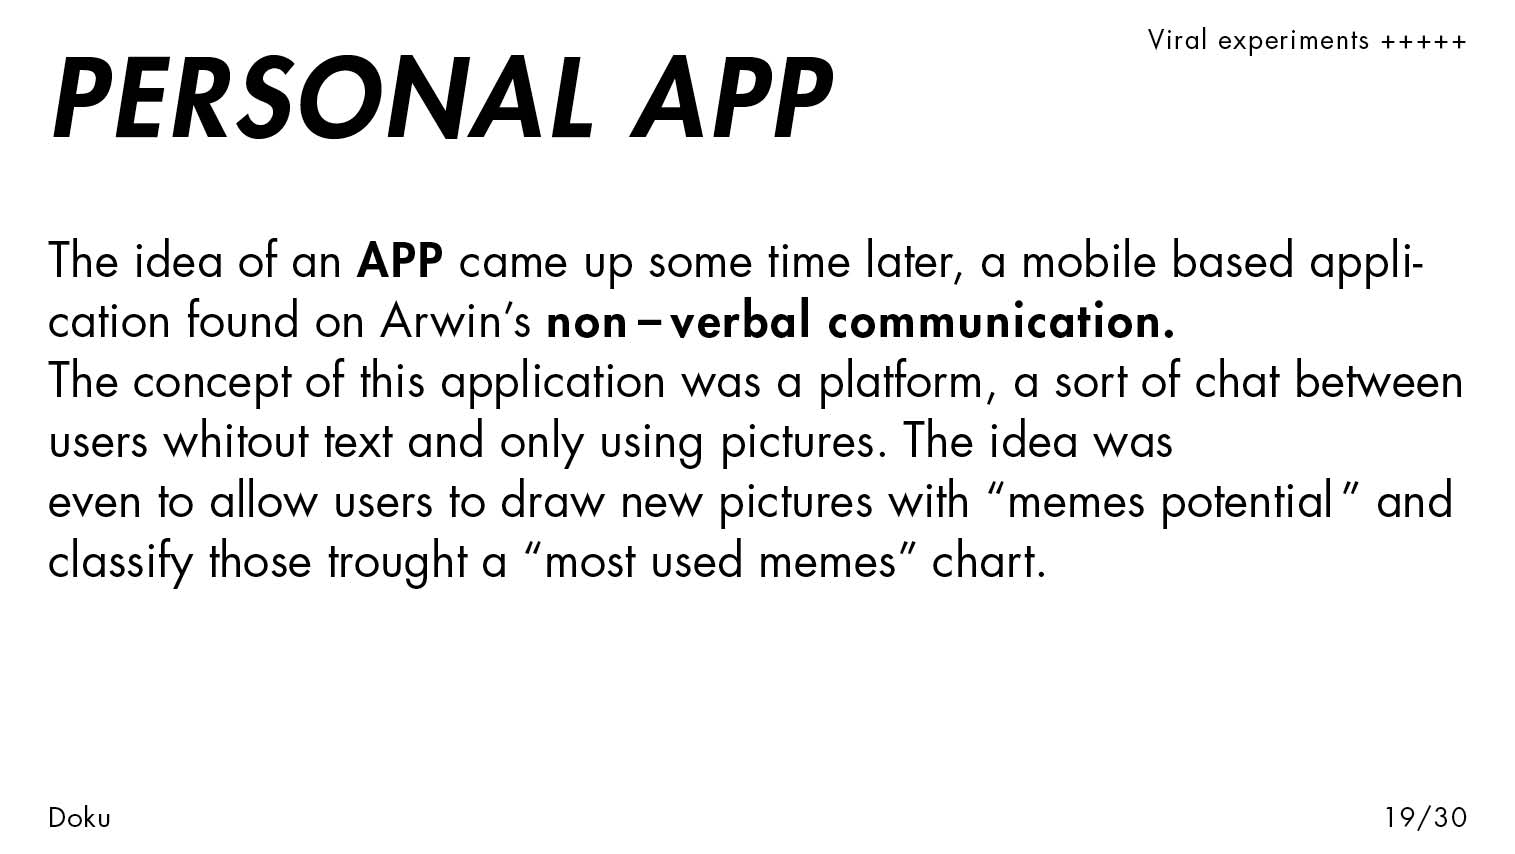 Viral experiments +++++
PERSONAL APP
The idea of an APP came up some time later, a mobile based appli-
cation found on Arwin’s non – verbal communication.
The concept of this application was a platform, a sort of chat between
users whitout text and only using pictures. The idea was
even to allow users to draw new pictures with “memes potential ” and
classify those trought a “most used memes” chart.
Doku
19/30